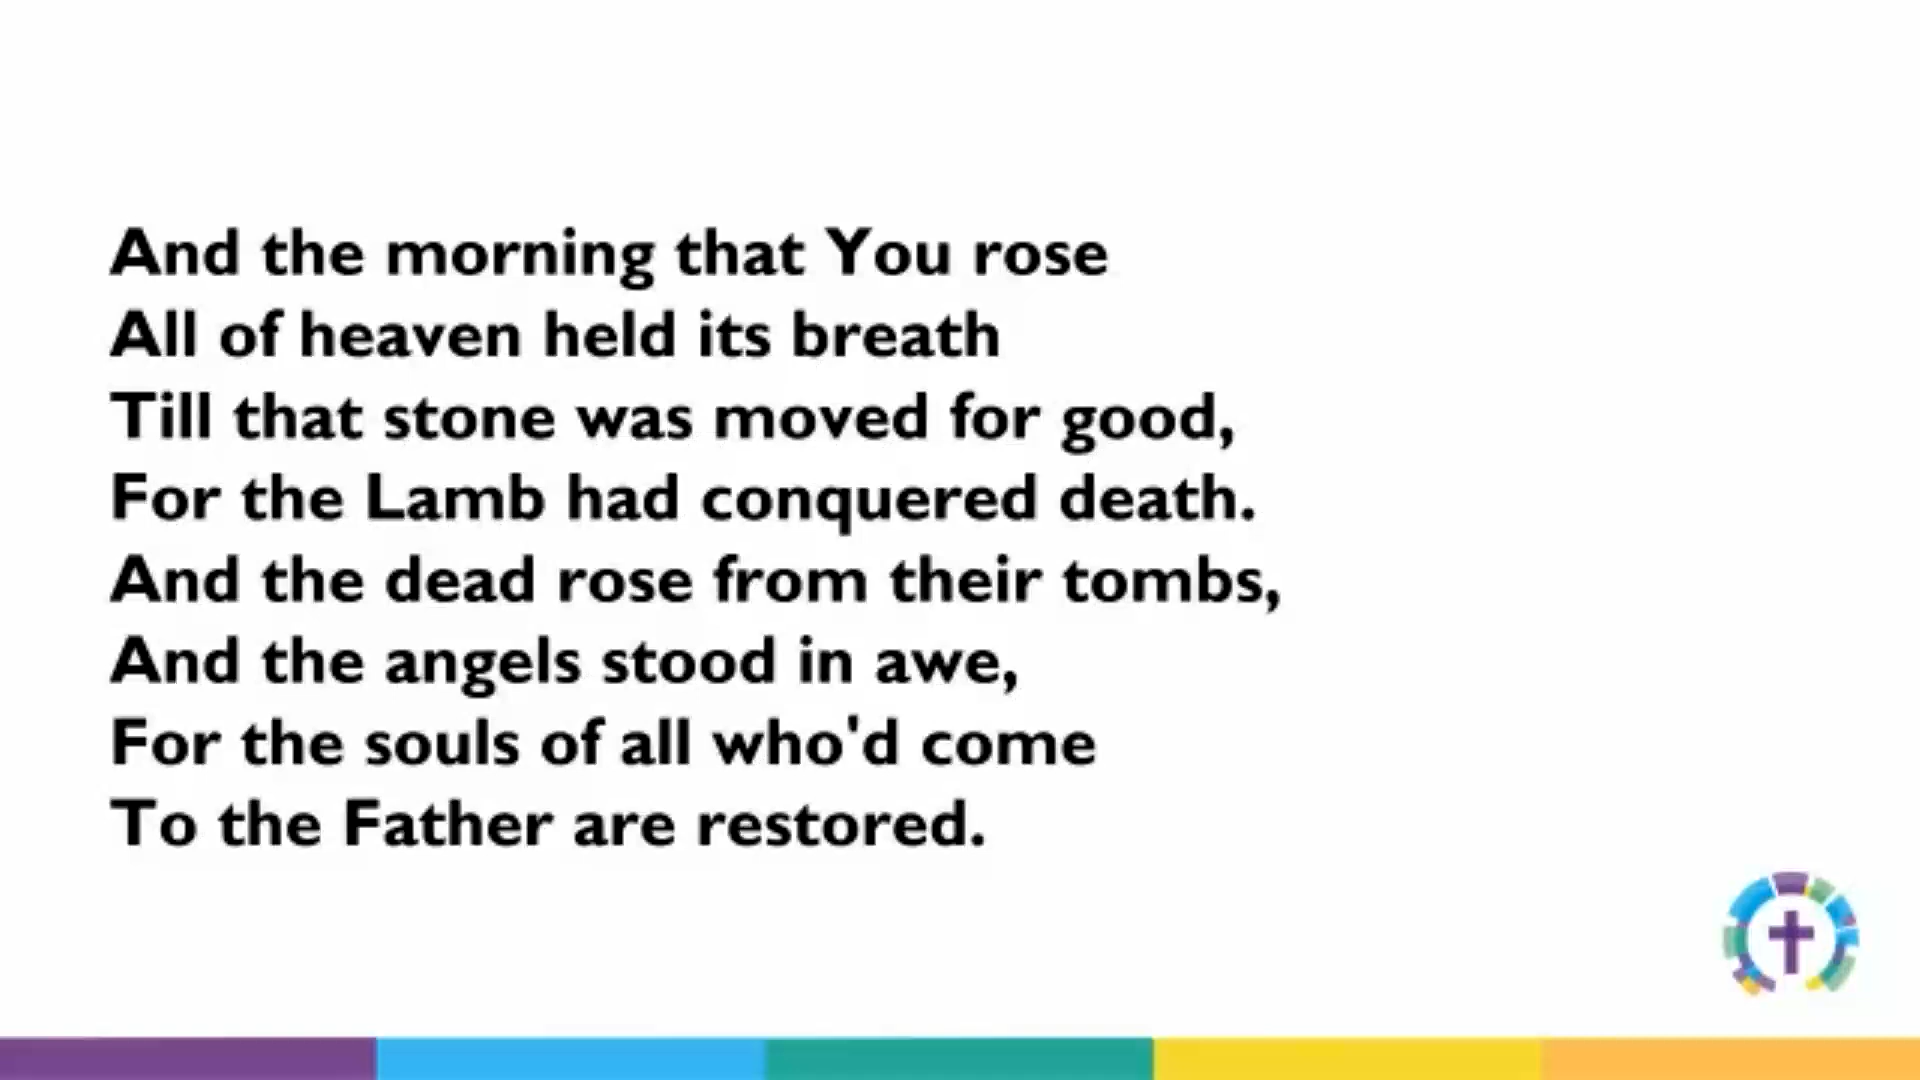 And the morning that You rose
All of heaven held its breath
Till that stone was moved for good,
For the Lamb had conquered death.
And the dead rose from their tombs,
And the angels stood in awe,
For the souls of all who'd come
To the Father are restored.